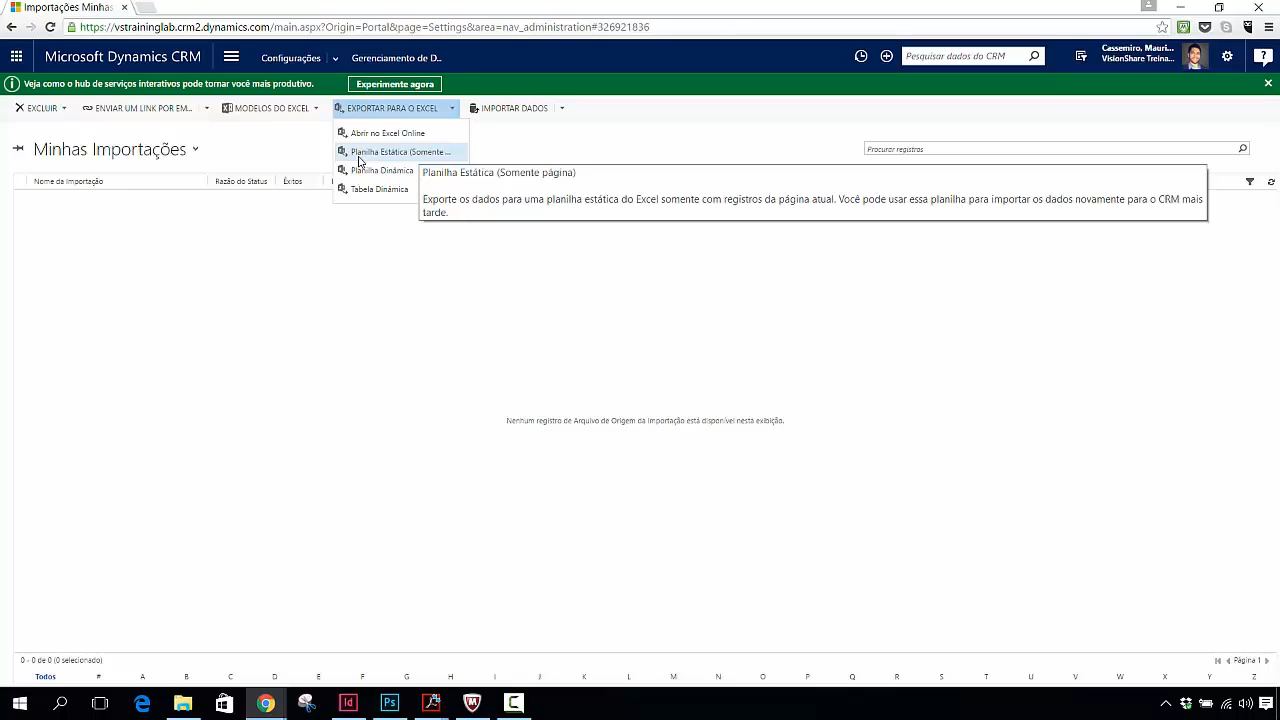 Importações Minhas
https://vstraininglab.crm2.dynamics.com/main.aspx?Origin=Portal&page=Settings&area=nav_administration#326921836
Microsoft Dynamics CRM
Configurações
Gerenciamento de D...
Pesquisar dados do CRM
Cassemiro, Mauri...
VisionShare Treina...
Veja como o hub de serviços interativos pode tornar você mais produtivo.
Experimente agora
EXCLUIR
ENVIAR UM LINK POR EM...
MODELOS DO EXCEL
EXPORTAR PARA O EXCEL
IMPORTAR DADOS
Abrir no Excel Online
Planilha Estática (Somente ...
Planilha Dinâmica
Tabela Dinâmica
Minhas Importações
Procurar registros
Planilha Estática (Somente página)
Exporte os dados para uma planilha estática do Excel somente com registros da página atual. Você pode usar essa planilha para importar os dados novamente para o CRM mais
tarde.
Nome da Importação
Razão do Status
Êxitos
Nenhum registro de Arquivo de Origem da Importação está disponível nesta exibição.
0 - 0 de 0 (0 selecionado)
Página 1
Todos # A B C D E F G H I J K L M N O P Q R S T U V W X Y Z